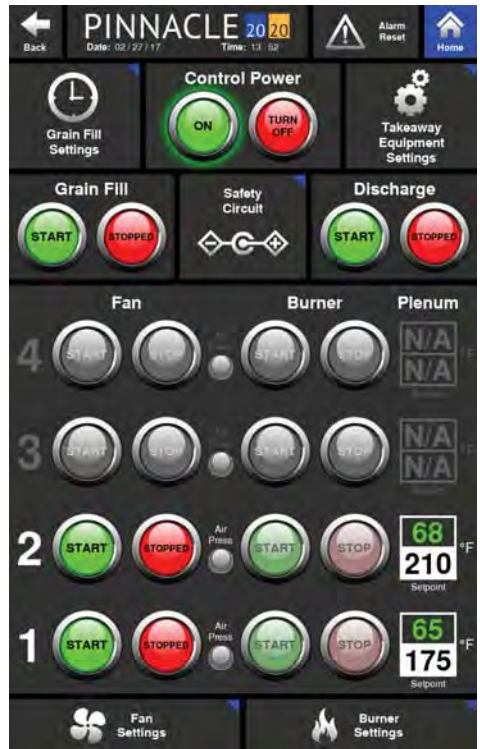 PINNACLE 20 20
Back
Date: 02/27/17
Time: 13:52
Alarm
Reset
Home
Grain Fill
Settings
Control Power
ON
TURN
OFF
Takeaway
Equipment
Settings
Grain Fill
START
STOPPED
Safety
Circuit
Discharge
START
STOPPED
Fan
Burner
Plenum
4
START
STOP
START
STOP
N/A
N/A
°F
Setpoint
3
START
STOP
START
STOP
N/A
N/A
°F
Setpoint
2
START
STOPPED
Air
Press
START
STOP
68
210
°F
Setpoint
1
START
STOPPED
Air
Press
START
STOP
65
175
°F
Setpoint
Fan
Settings
Burner
Settings